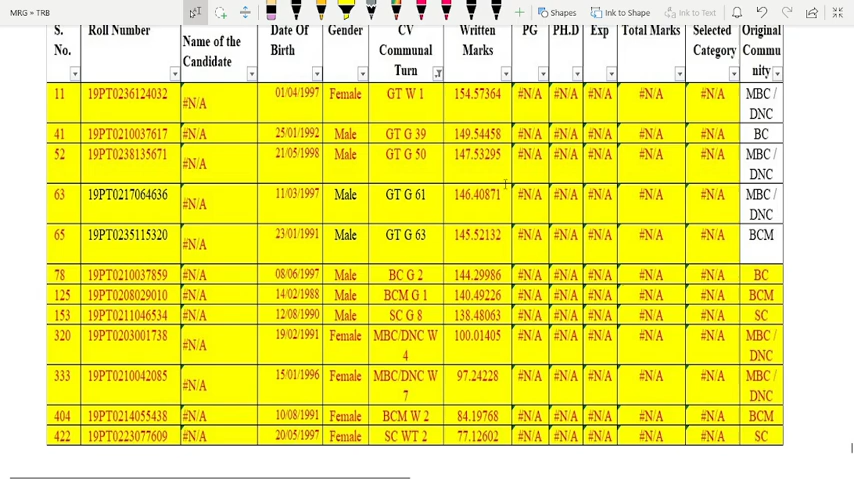 MRG » TRB
Shapes
Ink to Shape
Ink to Text
S. No.
Roll Number
Name of the Candidate
Date Of Birth
Gender
CV Communal Turn
Written Marks
PG
PH.D
Exp
Total Marks
Selected Category
Original Commu nity
11 19PT0236124032 #N/A 01/04/1997 Female GT W 1 154.57364 #N/A #N/A #N/A #N/A #N/A MBC / DNC
41 19PT0210037617 #N/A 25/01/1992 Male GT G 39 149.54458 #N/A #N/A #N/A #N/A #N/A BC
52 19PT0238135671 #N/A 21/05/1998 Male GT G 50 147.53295 #N/A #N/A #N/A #N/A #N/A MBC / DNC
63 19PT0217064636 #N/A 11/03/1997 Male GT G 61 146.40871 #N/A #N/A #N/A #N/A #N/A MBC / DNC
65 19PT0235115320 #N/A 23/01/1991 Male GT G 63 145.52132 #N/A #N/A #N/A #N/A #N/A BCM
78 19PT0210037859 #N/A 08/06/1997 Male BC G 2 144.29986 #N/A #N/A #N/A #N/A #N/A BC
125 19PT0208029010 #N/A 14/02/1988 Male BCM G 1 140.49226 #N/A #N/A #N/A #N/A #N/A BCM
153 19PT0211046534 #N/A 12/08/1990 Male SC G 8 138.48063 #N/A #N/A #N/A #N/A #N/A SC
320 19PT0203001738 #N/A 19/02/1991 Female MBC/DNC W 4 100.01405 #N/A #N/A #N/A #N/A #N/A MBC / DNC
333 19PT0210042085 #N/A 15/01/1996 Female MBC/DNC W 7 97.24228 #N/A #N/A #N/A #N/A #N/A MBC / DNC
404 19PT0214055438 #N/A 10/08/1991 Female BCM W 2 84.19768 #N/A #N/A #N/A #N/A #N/A BCM
422 19PT0223077609 #N/A 20/05/1997 Female SC WT 2 77.12602 #N/A #N/A #N/A #N/A #N/A SC